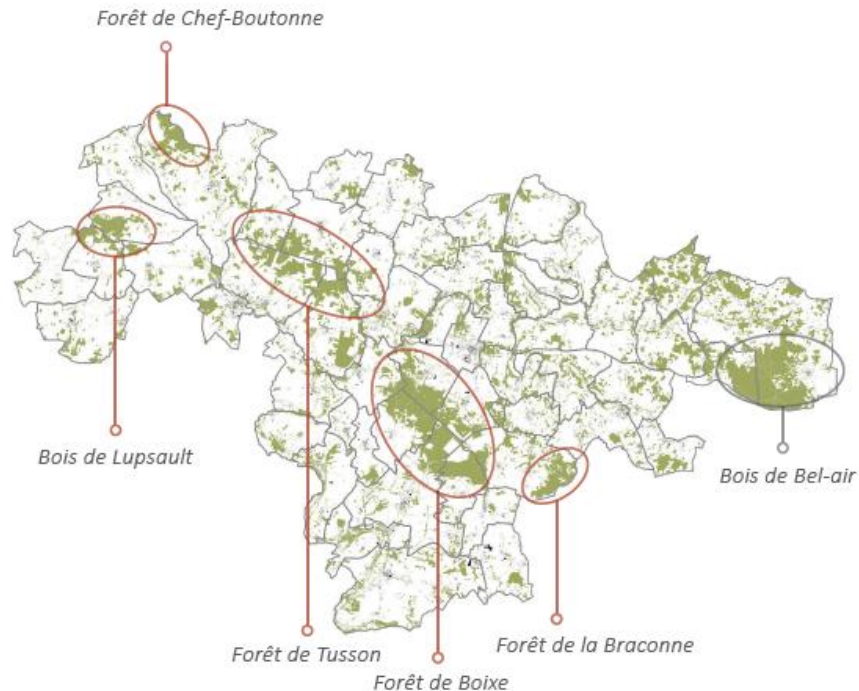 Forêt de Chef-Boutonne
Bois de Lupsault
Bois de Bel-air
Forêt de Tusson
Forêt de la Braconne
Forêt de Boixe